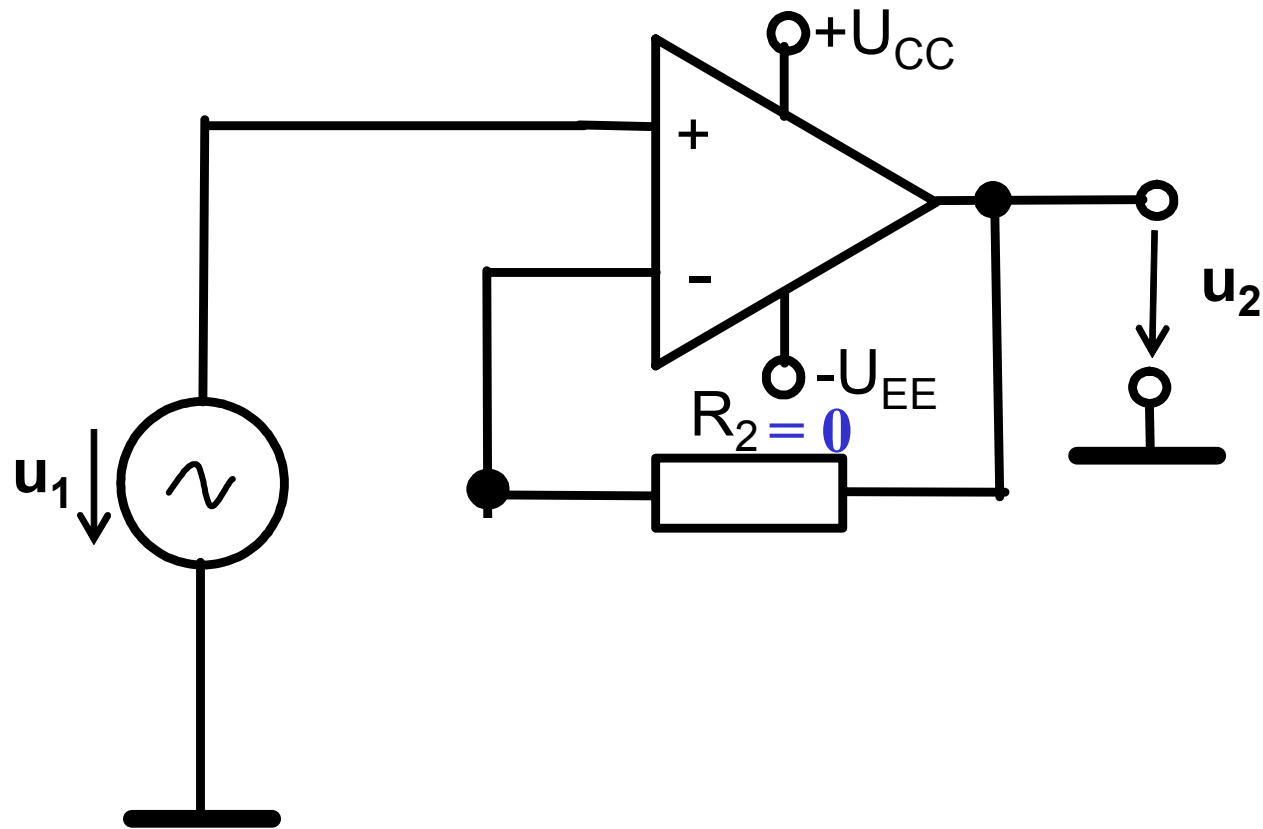 +U_CC
+
-
u_2
-U_EE
R_2 = 0
u_1